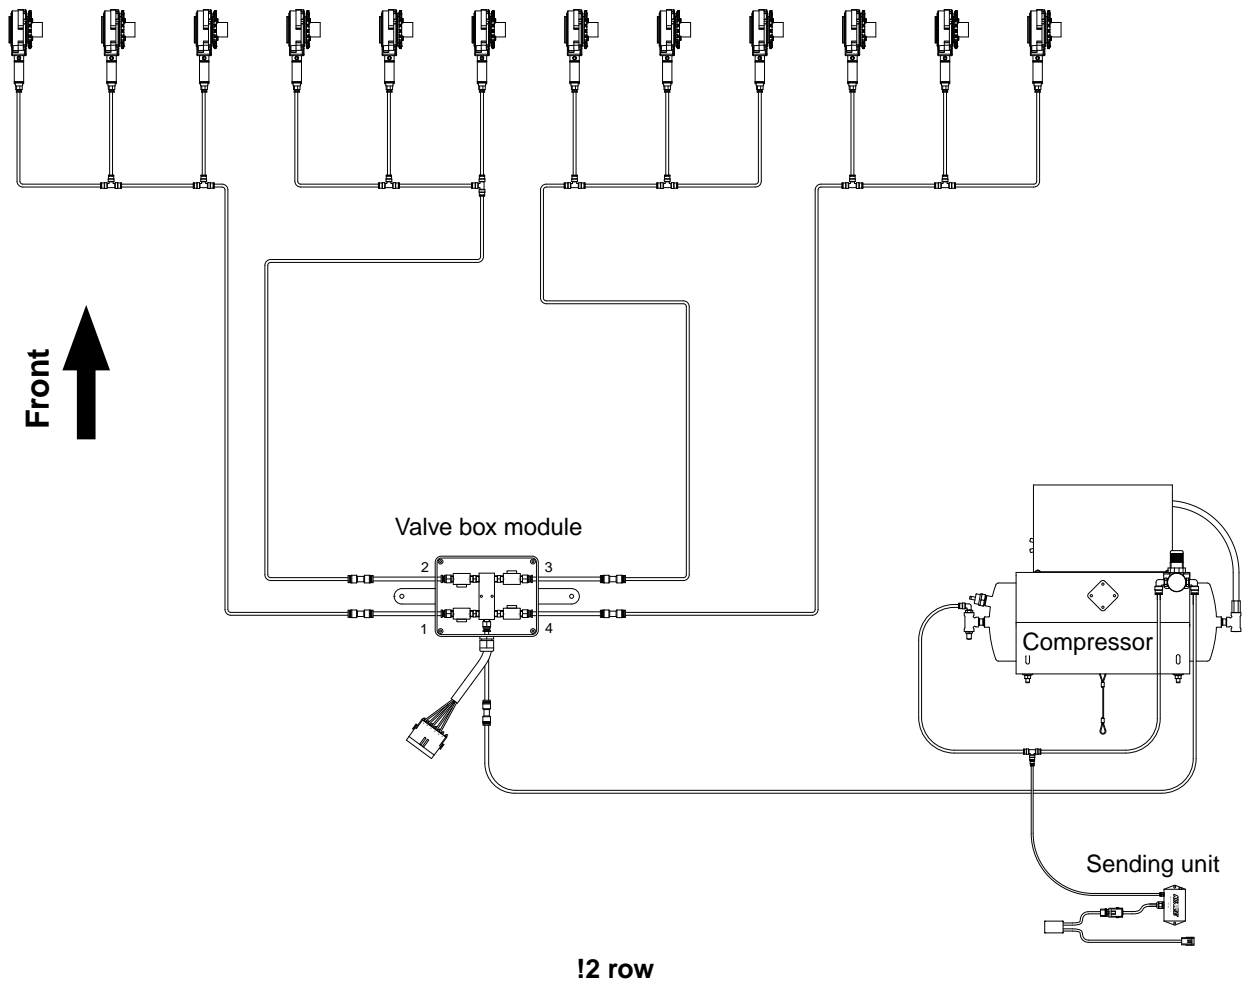 Front
Valve box module
2
3
1
4
Compressor
Sending unit
!2 row